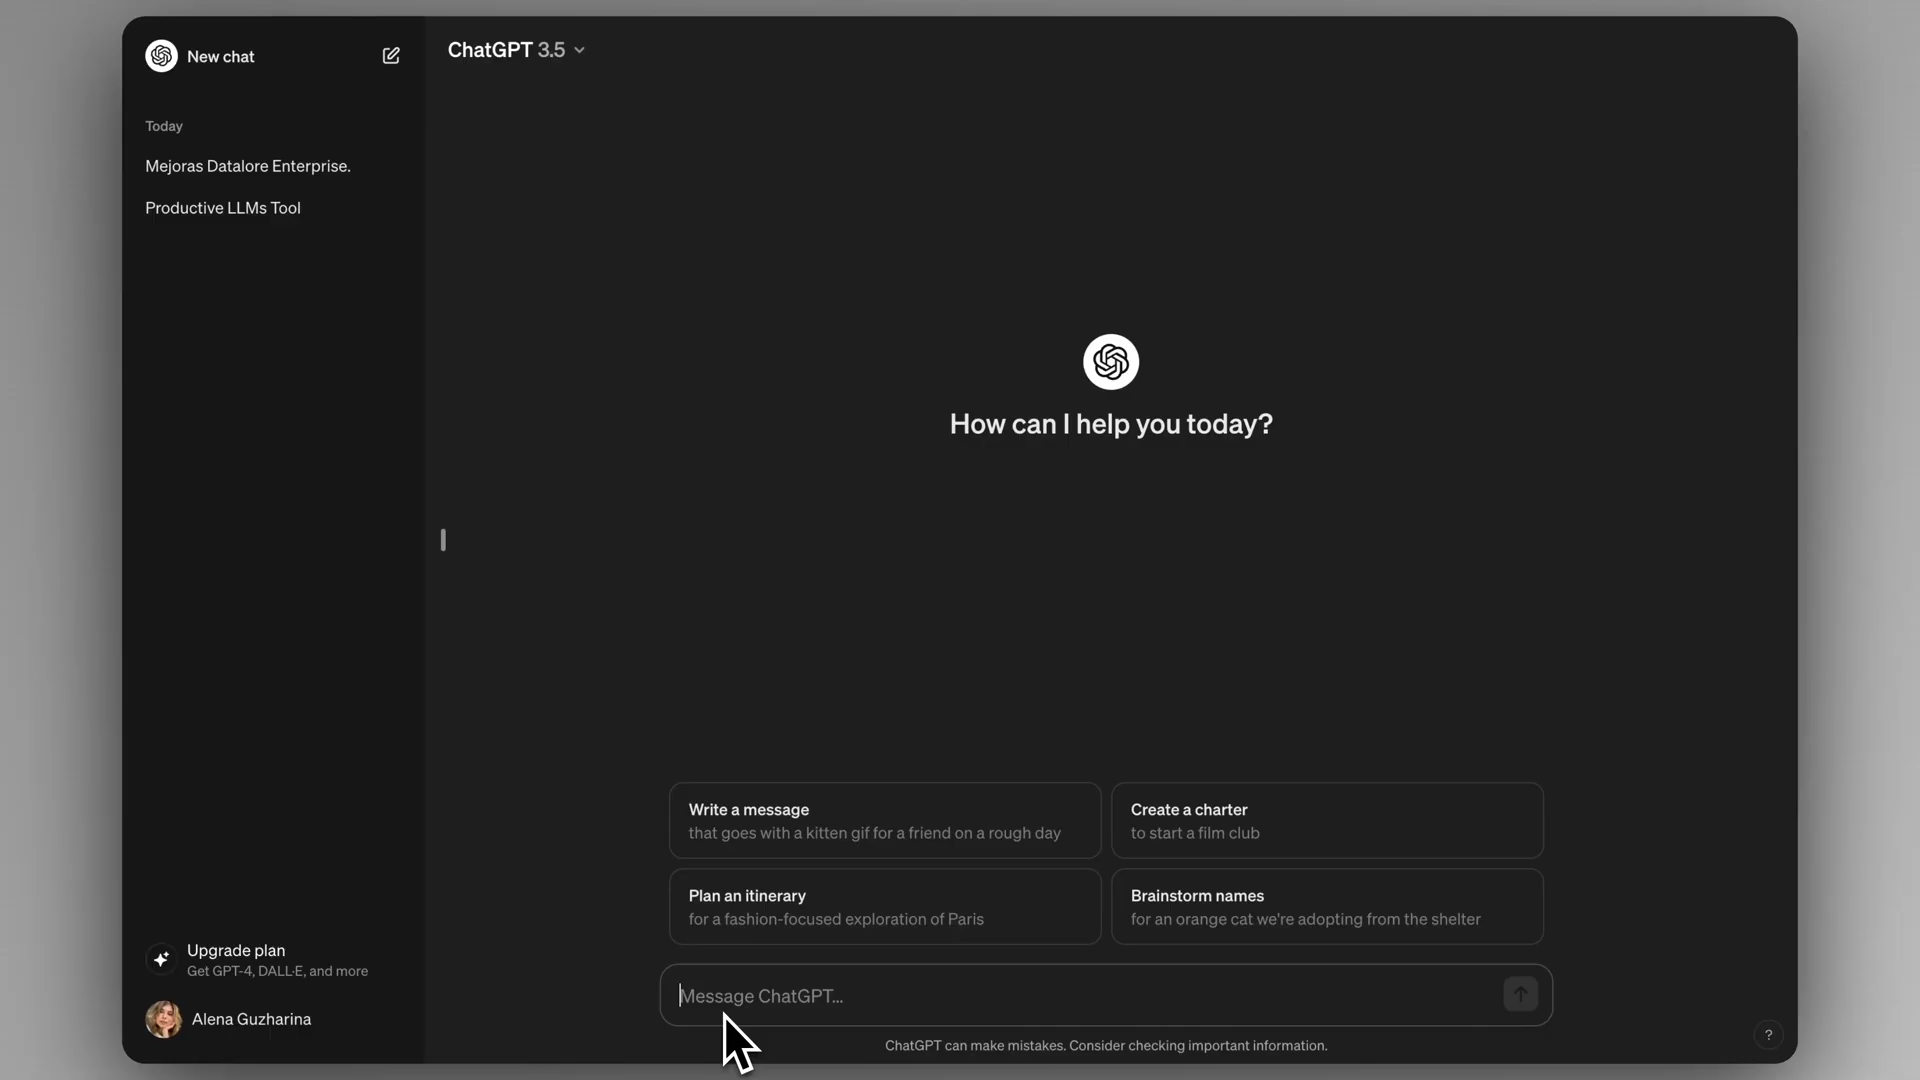 New chat
Today
Mejoras Datalore Enterprise.
Productive LLMs Tool
Upgrade plan
Get GPT-4, DALL·E, and more
Alena Guzharina
ChatGPT 3.5
How can I help you today?
Write a message
that goes with a kitten gif for a friend on a rough day
Create a charter
to start a film club
Plan an itinerary
for a fashion-focused exploration of Paris
Brainstorm names
for an orange cat we're adopting from the shelter
Message ChatGPT...
ChatGPT can make mistakes. Consider checking important information.
?